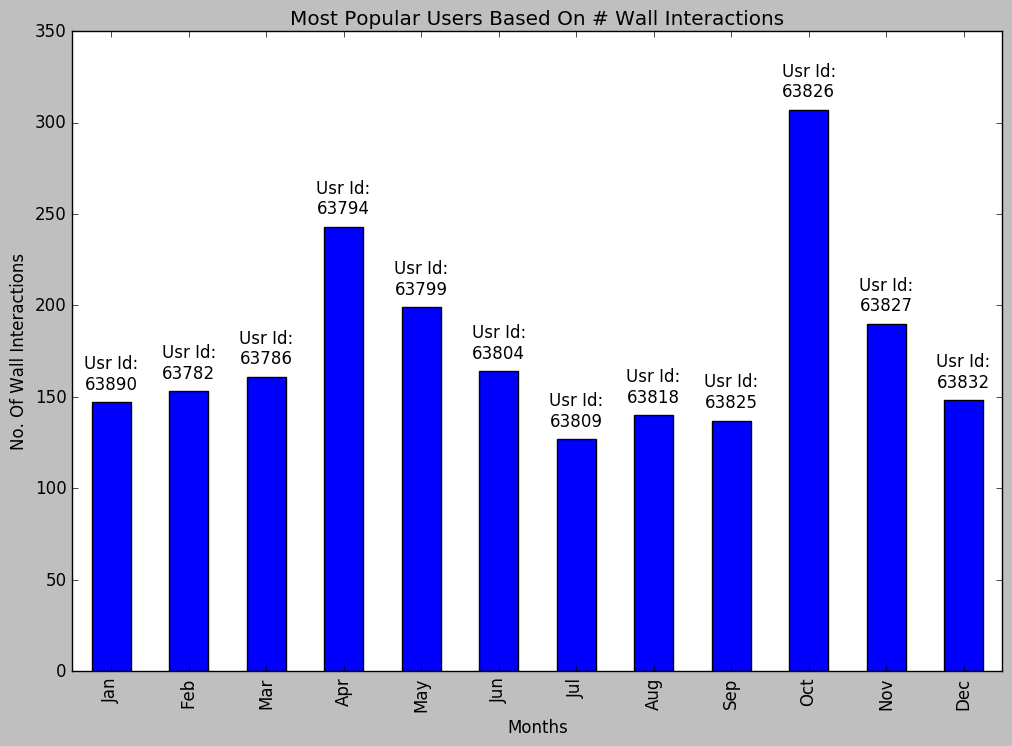 Most Popular Users Based On # Wall Interactions
350
300
250
200
150
100
50
0
No. Of Wall Interactions
Usr Id:
63890
Usr Id:
63782
Usr Id:
63786
Usr Id:
63794
Usr Id:
63799
Usr Id:
63804
Usr Id:
63809
Usr Id:
63818
Usr Id:
63825
Usr Id:
63826
Usr Id:
63827
Usr Id:
63832
Jan
Feb
Mar
Apr
May
Jun
Jul
Aug
Sep
Oct
Nov
Dec
Months